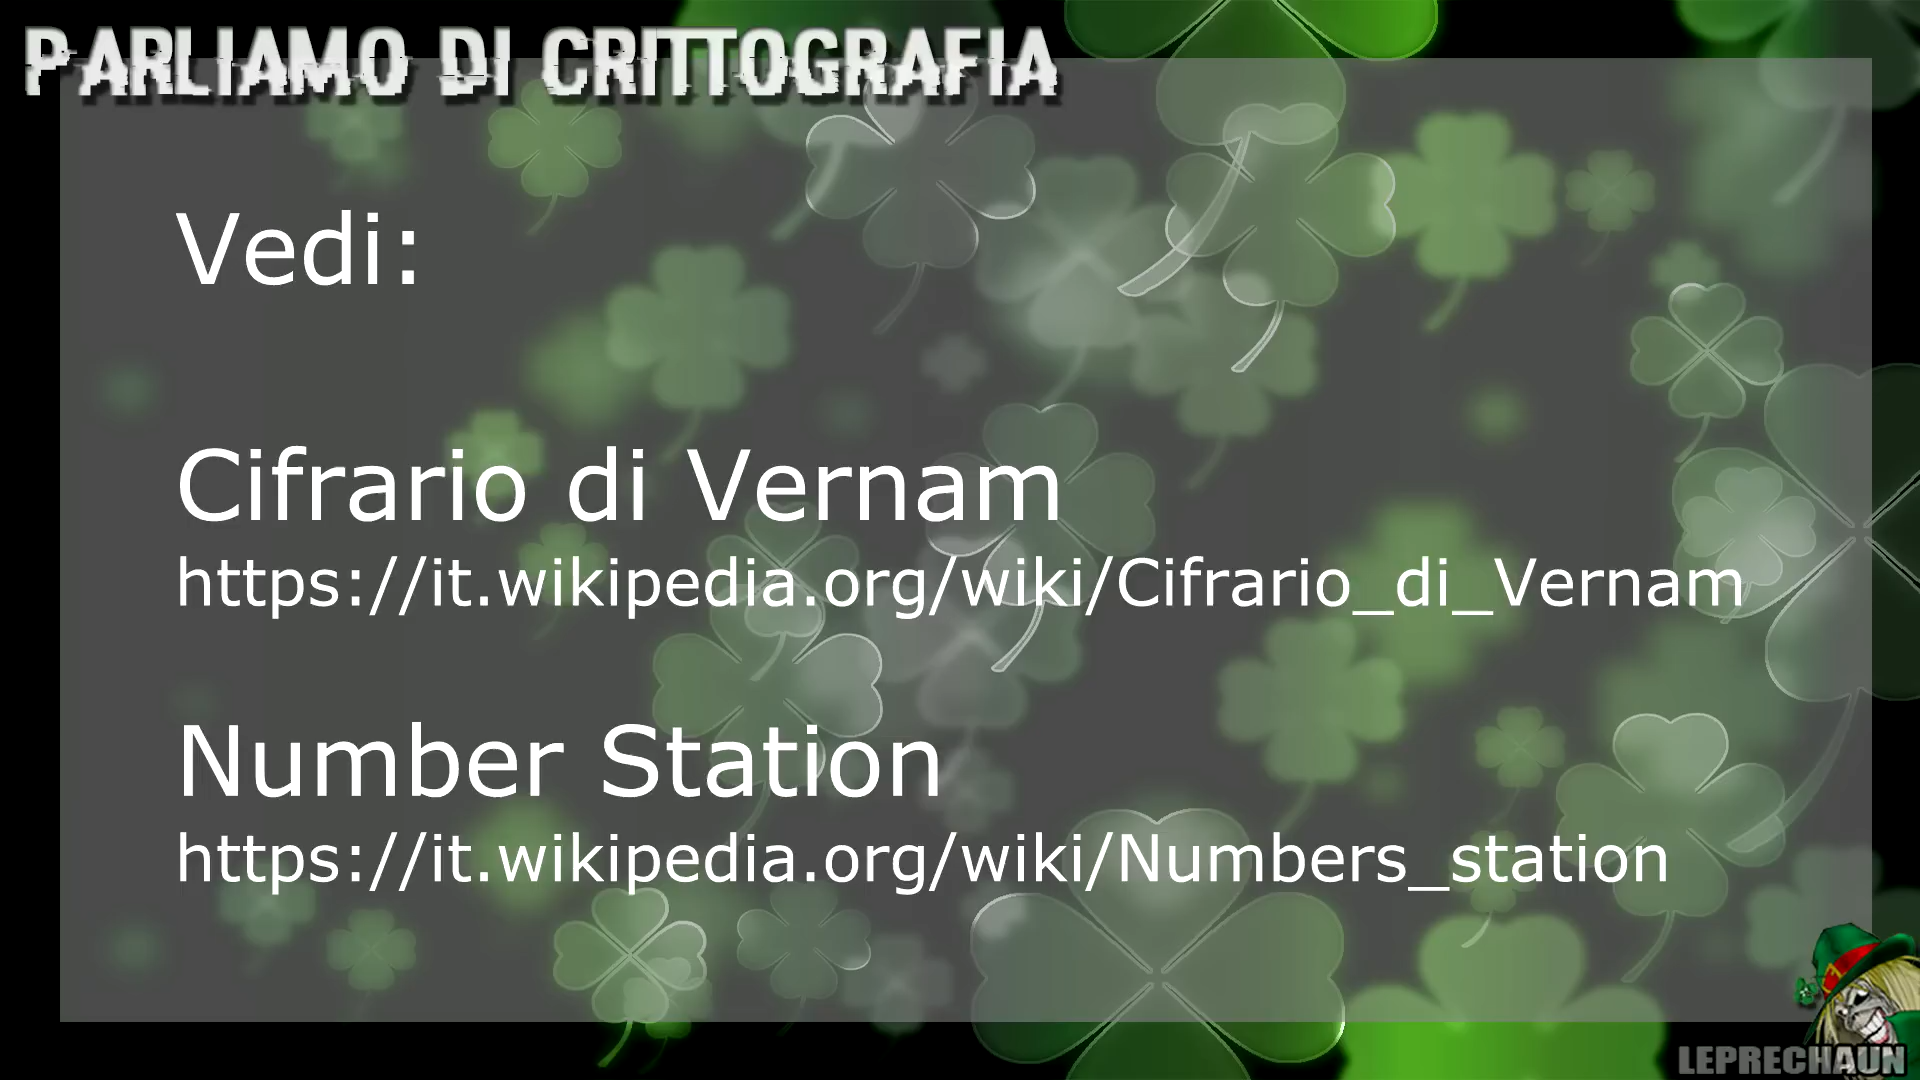 PARLIAMO DI CRITTOGRAFIA
Vedi:
Cifrario di Vernam
https://it.wikipedia.org/wiki/Cifrario_di_Vernam
Number Station
https://it.wikipedia.org/wiki/Numbers_station
LEPRECHAUN